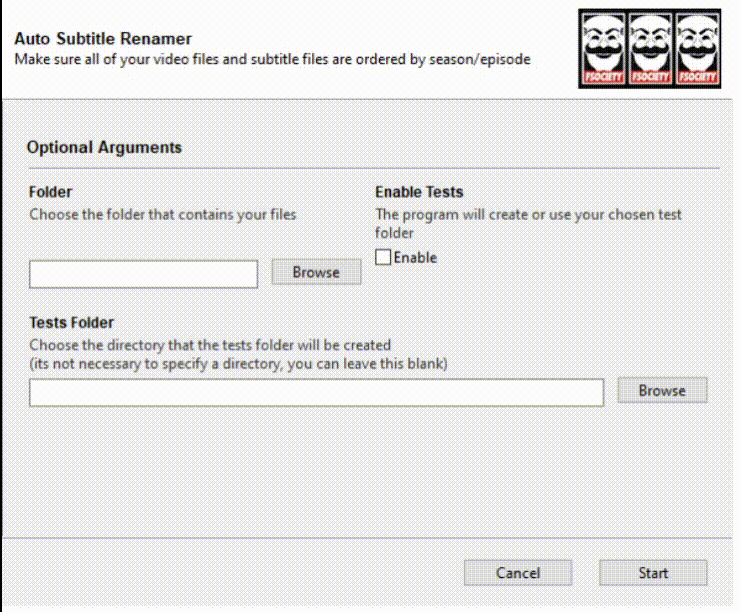 Auto Subtitle Renamer
Make sure all of your video files and subtitle files are ordered by season/episode
FSOCIETY FSOCIETY FSOCIETY
Optional Arguments
Folder
Choose the folder that contains your files
Browse
Enable Tests
The program will create or use your chosen test
folder
Enable
Tests Folder
Choose the directory that the tests folder will be created
(its not necessary to specify a directory, you can leave this blank)
Browse
Cancel
Start